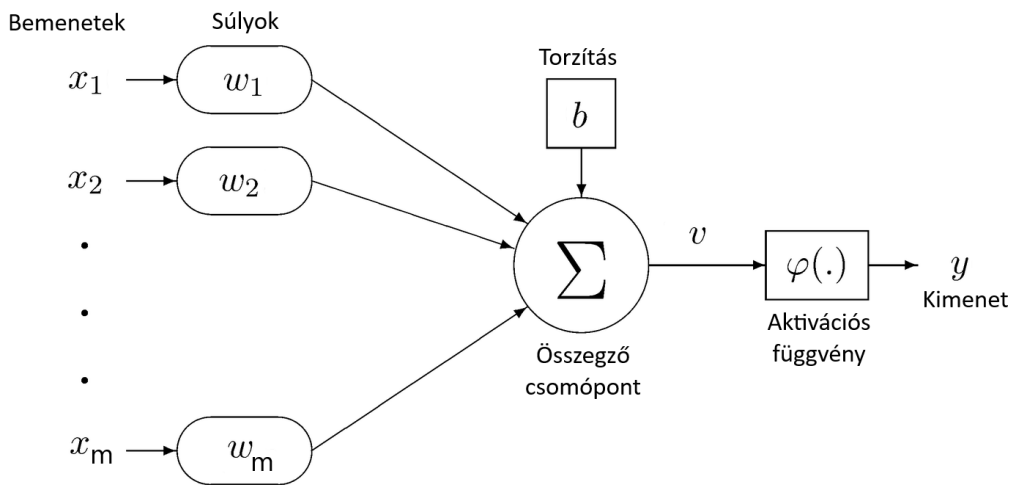 Bemenetek
Súlyok
Torzítás
x₁
w₁
b
x₂
w₂
.
.
.
∑
v
φ(.)
y
Kimenet
Aktivációs
függvény
Összegző
csomópont
xₘ
wₘ